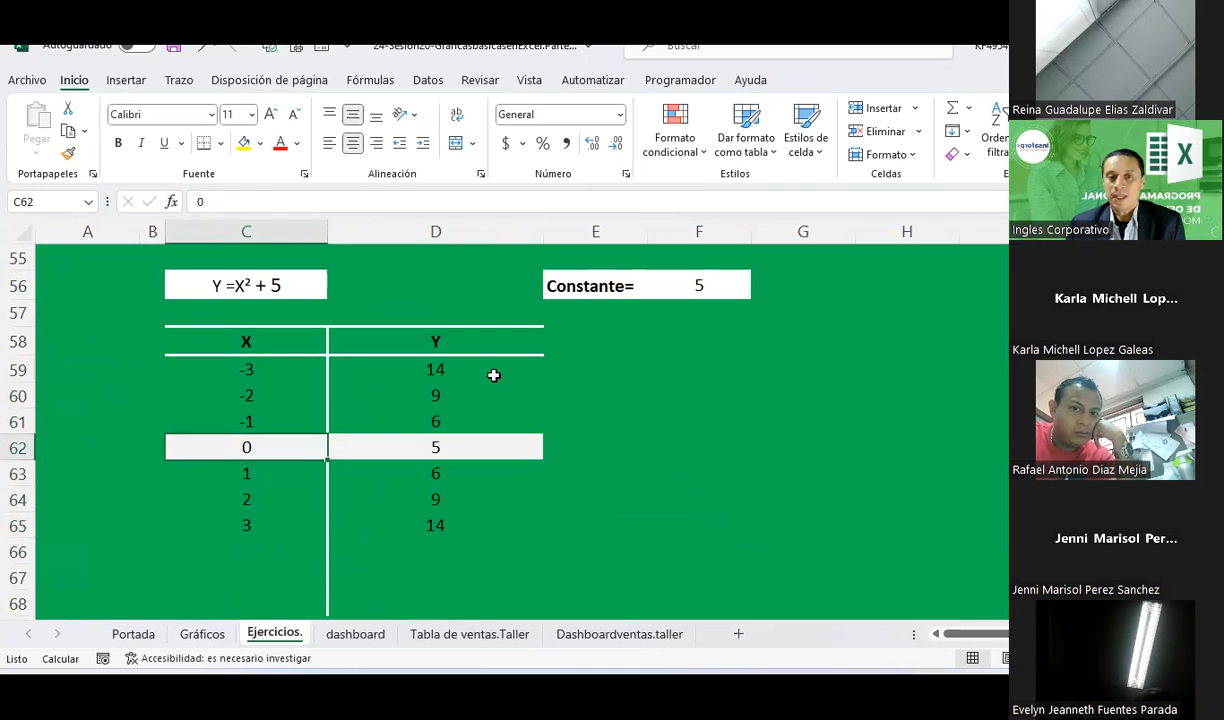 Autoguardado
24-Sesion20-GraficasbasicasenExcel.Parte...
Buscar
Archivo Inicio Insertar Trazo Disposición de página Fórmulas Datos Revisar Vista Automatizar Programador Ayuda
Pegar
Calibri 11
N K S
General
$ % 000
Formato condicional
Dar formato como tabla
Estilos de celda
Insertar
Eliminar
Formato
Portapapeles Fuente Alineación Número Estilos Celdas
C62 fx 0
A B C D E F G H
55
56 Y =X² + 5 Constante= 5
57
58 X Y
59 -3 14
60 -2 9
61 -1 6
62 0 5
63 1 6
64 2 9
65 3 14
66
67
68
Portada Gráficos Ejercicios. dashboard Tabla de ventas.Taller Dashboardventas.taller
Listo Calcular Accesibilidad: es necesario investigar
Reina Guadalupe Elías Zaldivar
Ingles Corporativo
Karla Michell Lop...
Karla Michell Lopez Galeas
Rafael Antonio Diaz Mejia
Jenni Marisol Per...
Jenni Marisol Perez Sanchez
Evelyn Jeanneth Fuentes Parada